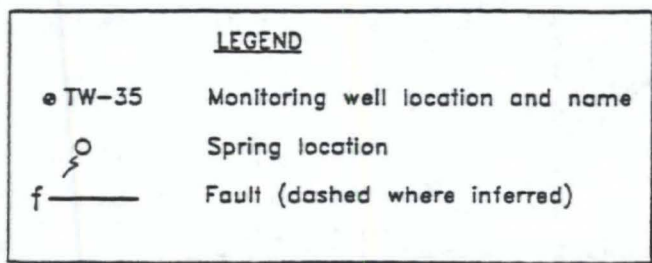 LEGEND
TW-35 Monitoring well location and name
Spring location
f Fault (dashed where inferred)